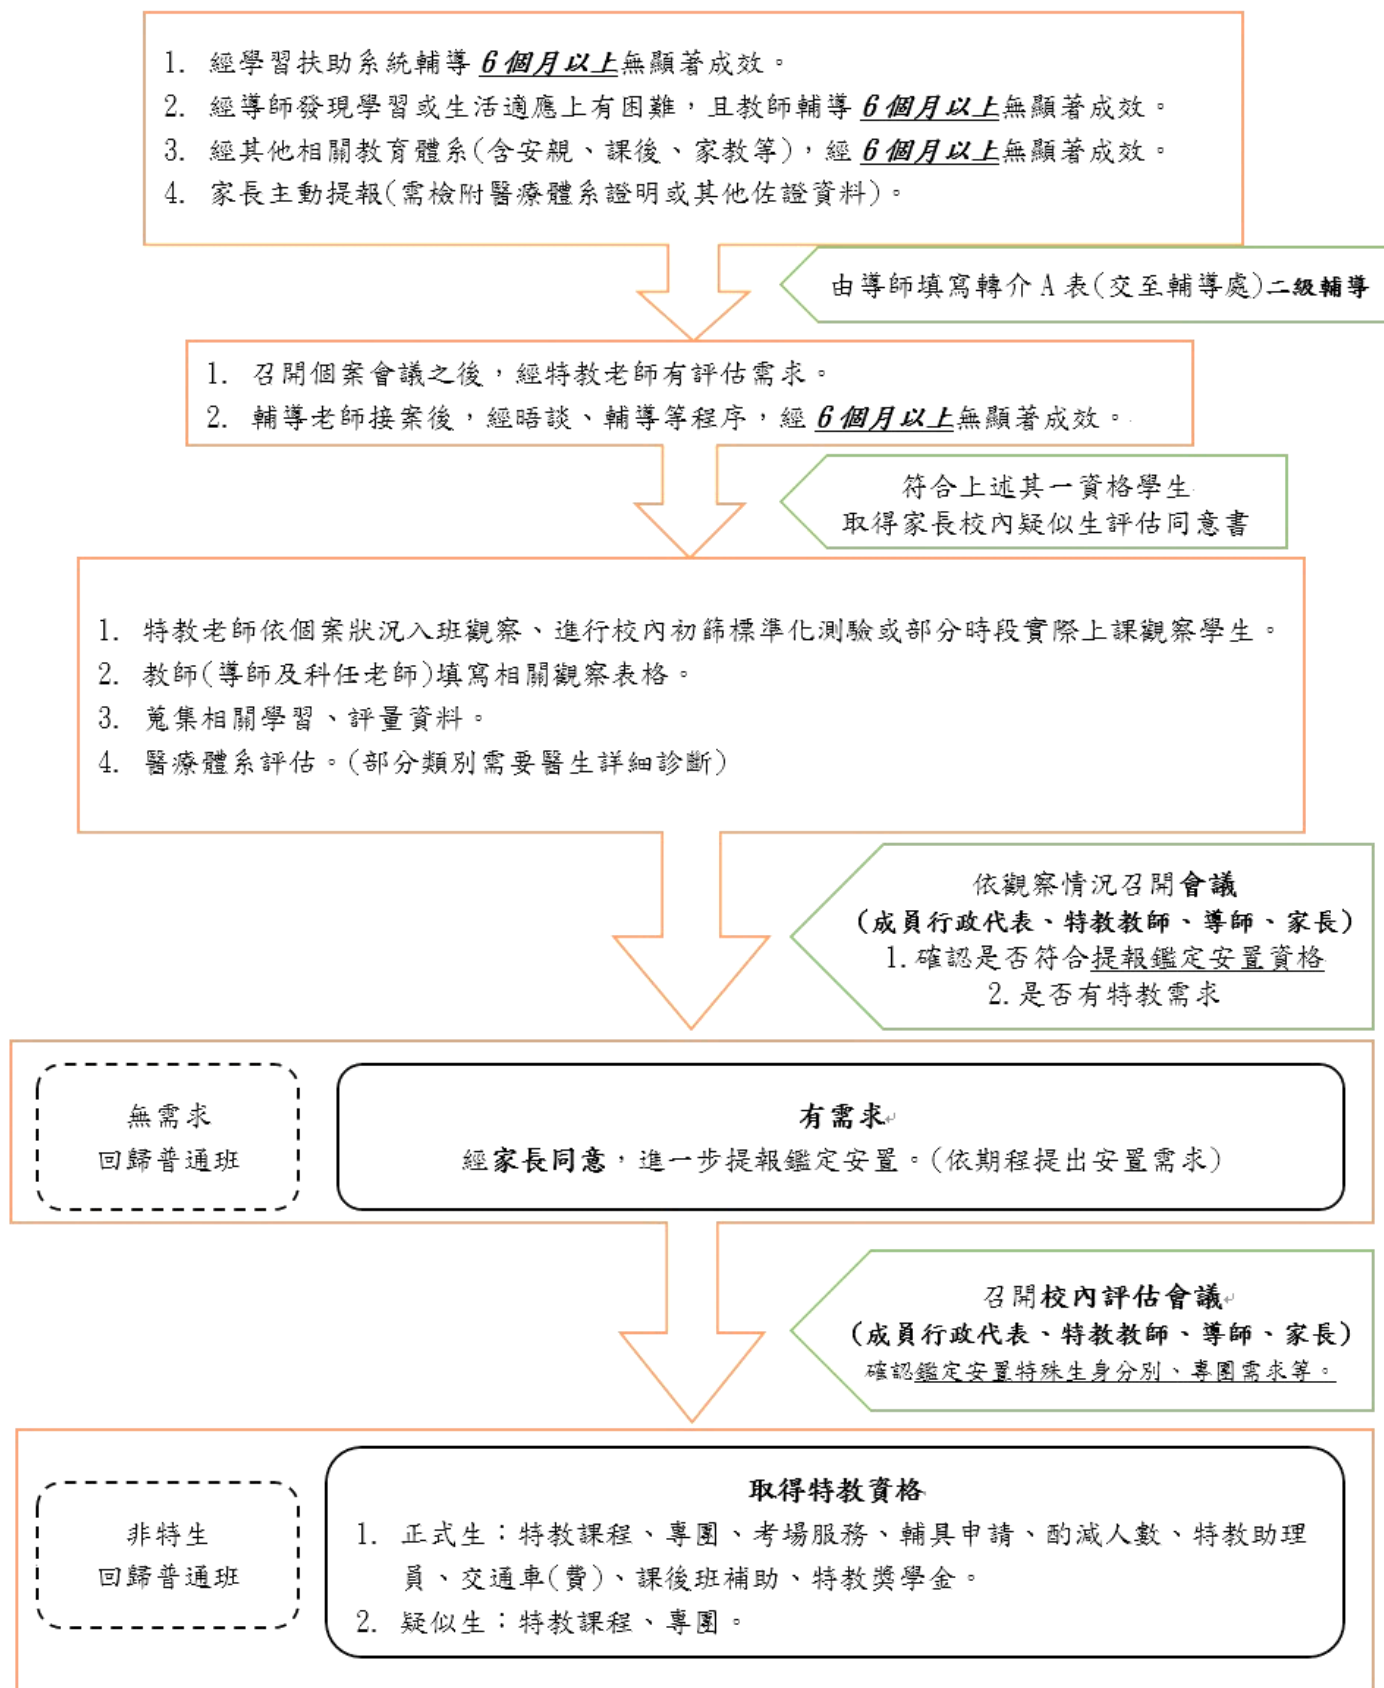 1. 經學習扶助系統輔導 6個月以上無顯著成效。
2. 經導師發現學習或生活適應上有困難，且教師輔導 6個月以上無顯著成效。
3. 經其他相關教育體系(含安親、課後、家教等)，經 6個月以上無顯著成效。
4. 家長主動提報(需檢附醫療體系證明或其他佐證資料)。
由導師填寫轉介 A 表(交至輔導處)二級輔導
1. 召開個案會議之後，經特教老師有評估需求。
2. 輔導老師接案後，經晤談、輔導等程序，經 6個月以上無顯著成效。
符合上述其一資格學生
取得家長校內疑似生評估同意書
1. 特教老師依個案狀況入班觀察、進行校內初篩標準化測驗或部分時段實際上課觀察學生。
2. 教師(導師及科任老師)填寫相關觀察表格。
3. 蒐集相關學習、評量資料。
4. 醫療體系評估。(部分類別需要醫生詳細診斷)
依觀察情況召開會議
(成員行政代表、特教教師、導師、家長)
1.確認是否符合提報鑑定安置資格
2.是否有特教需求
無需求
回歸普通班
有需求
經家長同意，進一步提報鑑定安置。(依期程提出安置需求)
召開校內評估會議
(成員行政代表、特教教師、導師、家長)
確認鑑定安置特殊生身分別、專團需求等。
非特生
回歸普通班
取得特教資格
1. 正式生：特教課程、專團、考場服務、輔具申請、酌減人數、特教助理
員、交通車(費)、課後班補助、特教獎學金。
2. 疑似生：特教課程、專團。